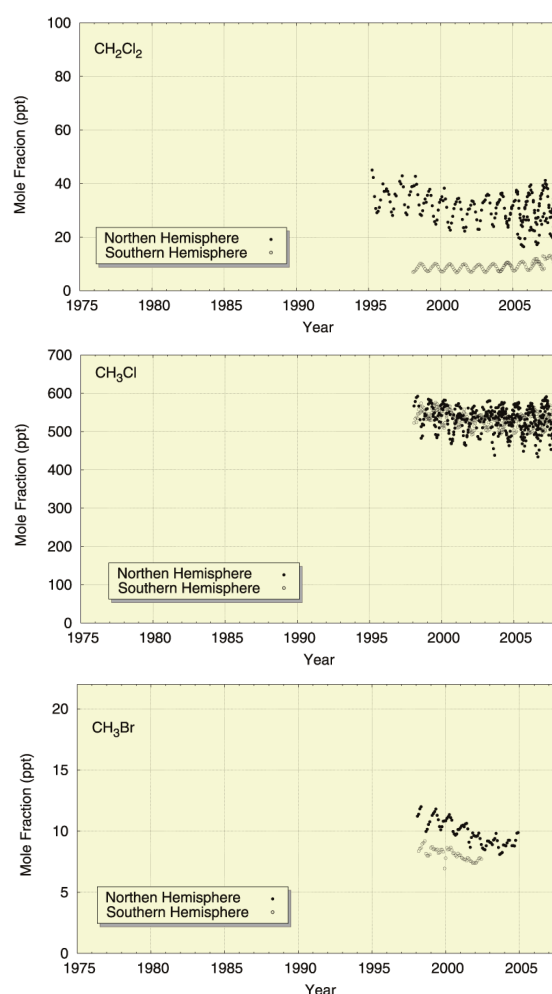 100
CH2Cl2
80
60
40
20
0
Mole Fracion (ppt)
Northen Hemisphere
Southern Hemisphere
1975 1980 1985 1990 1995 2000 2005
Year
700
CH3Cl
600
500
400
300
200
100
0
Mole Fraction (ppt)
Northen Hemisphere
Southern Hemisphere
1975 1980 1985 1990 1995 2000 2005
Year
20
CH3Br
15
10
5
0
Mole Fraction (ppt)
Northen Hemisphere
Southern Hemisphere
1975 1980 1985 1990 1995 2000 2005
Year